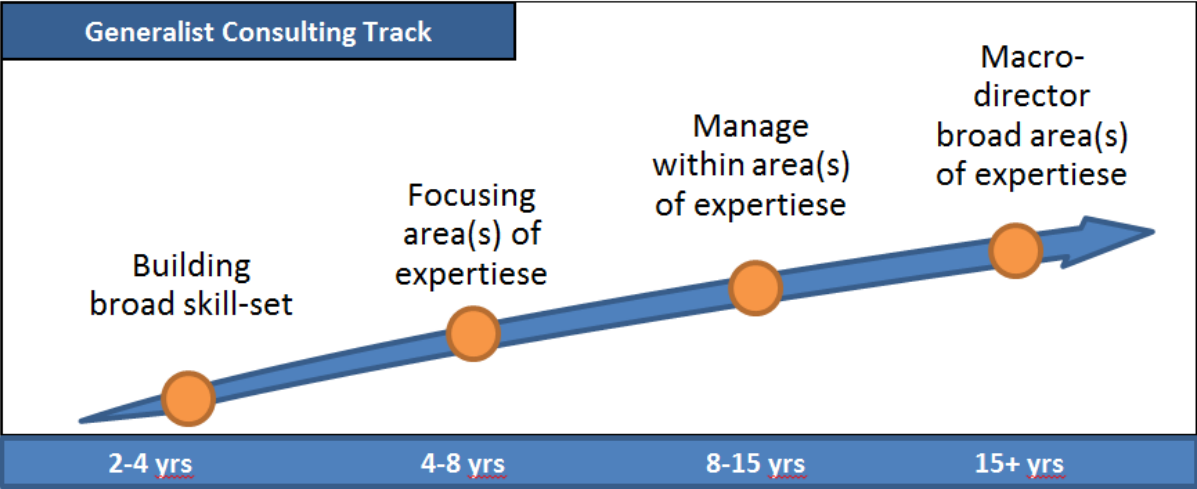 Generalist Consulting Track
Building
broad skill-set
Focusing
area(s) of
expertiese
Manage
within area(s)
of expertiese
Macro-
director
broad area(s)
of expertiese
2-4 yrs
4-8 yrs
8-15 yrs
15+ yrs